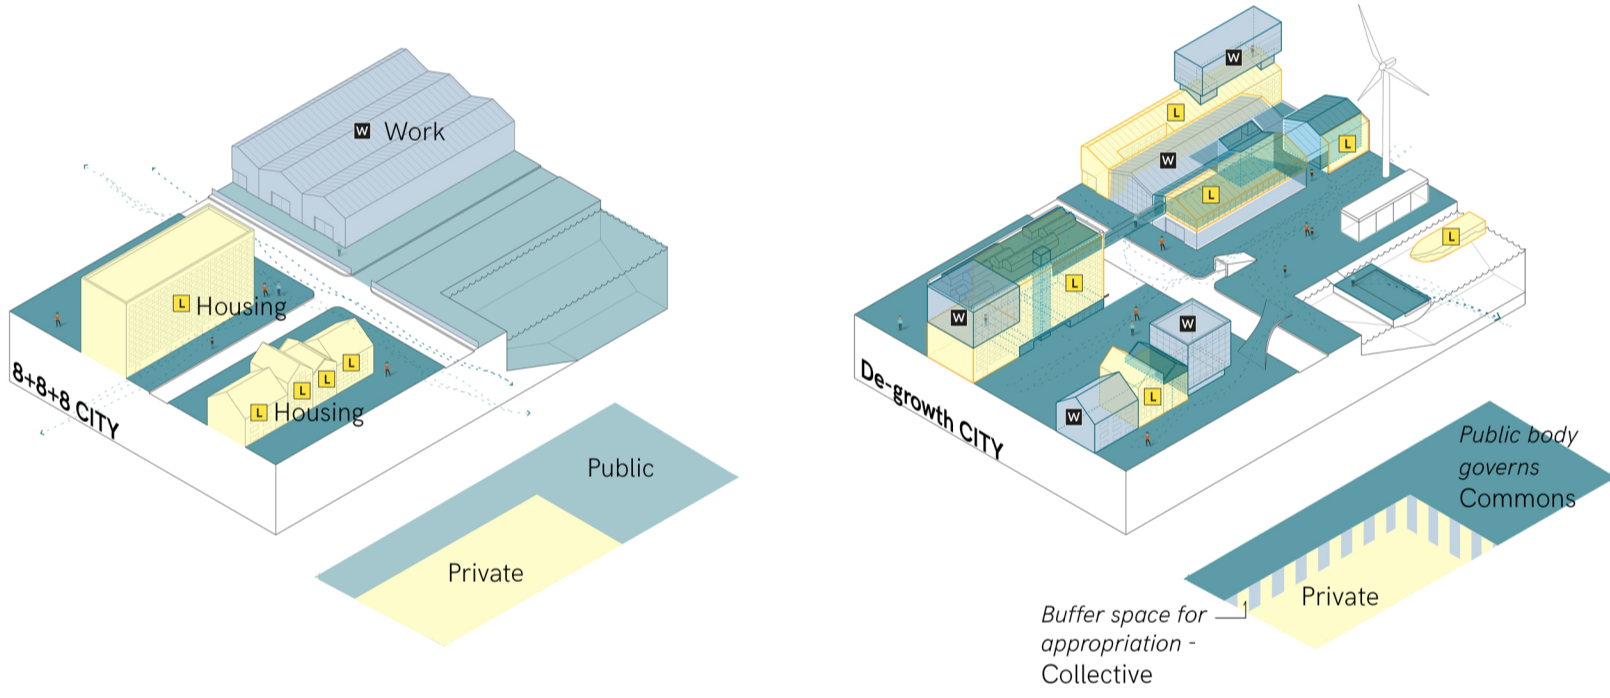 W Work
L Housing
L
L
L
L Housing
8+8+8 CITY
Public
Private
W
L
W
L
L
L
L
W
W
L
W
De-growth CITY
Public body
governs
Commons
Private
Buffer space for
appropriation -
Collective